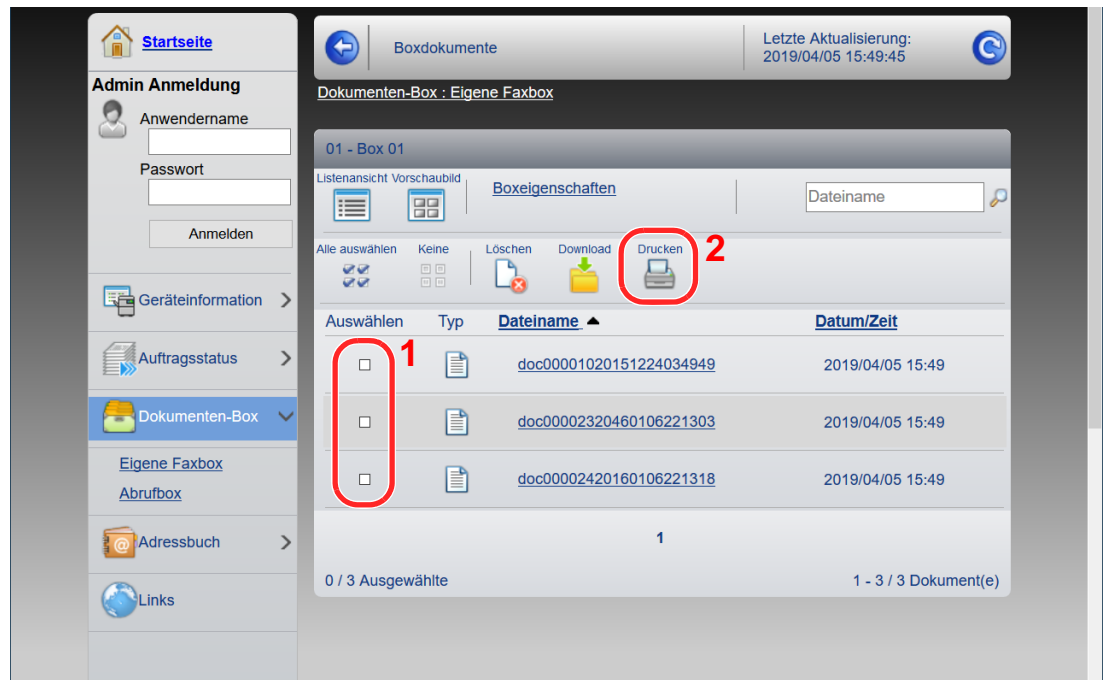 Startseite
Admin Anmeldung
Anwendername
Passwort
Anmelden
Geräteinformation
Auftragsstatus
Dokumenten-Box
Eigene Faxbox
Abrufbox
Adressbuch
Links
Boxdokumente
Letzte Aktualisierung:
2019/04/05 15:49:45
Dokumenten-Box : Eigene Faxbox
01 - Box 01
Listenansicht Vorschaubild
Boxeigenschaften
Dateiname
Alle auswählen Keine Löschen Download Drucken 2
Auswählen Typ Dateiname Datum/Zeit
1
doc00001020151224034949 2019/04/05 15:49
doc00002320460106221303 2019/04/05 15:49
doc00002420160106221318 2019/04/05 15:49
1
0 / 3 Ausgewählte 1 - 3 / 3 Dokument(e)